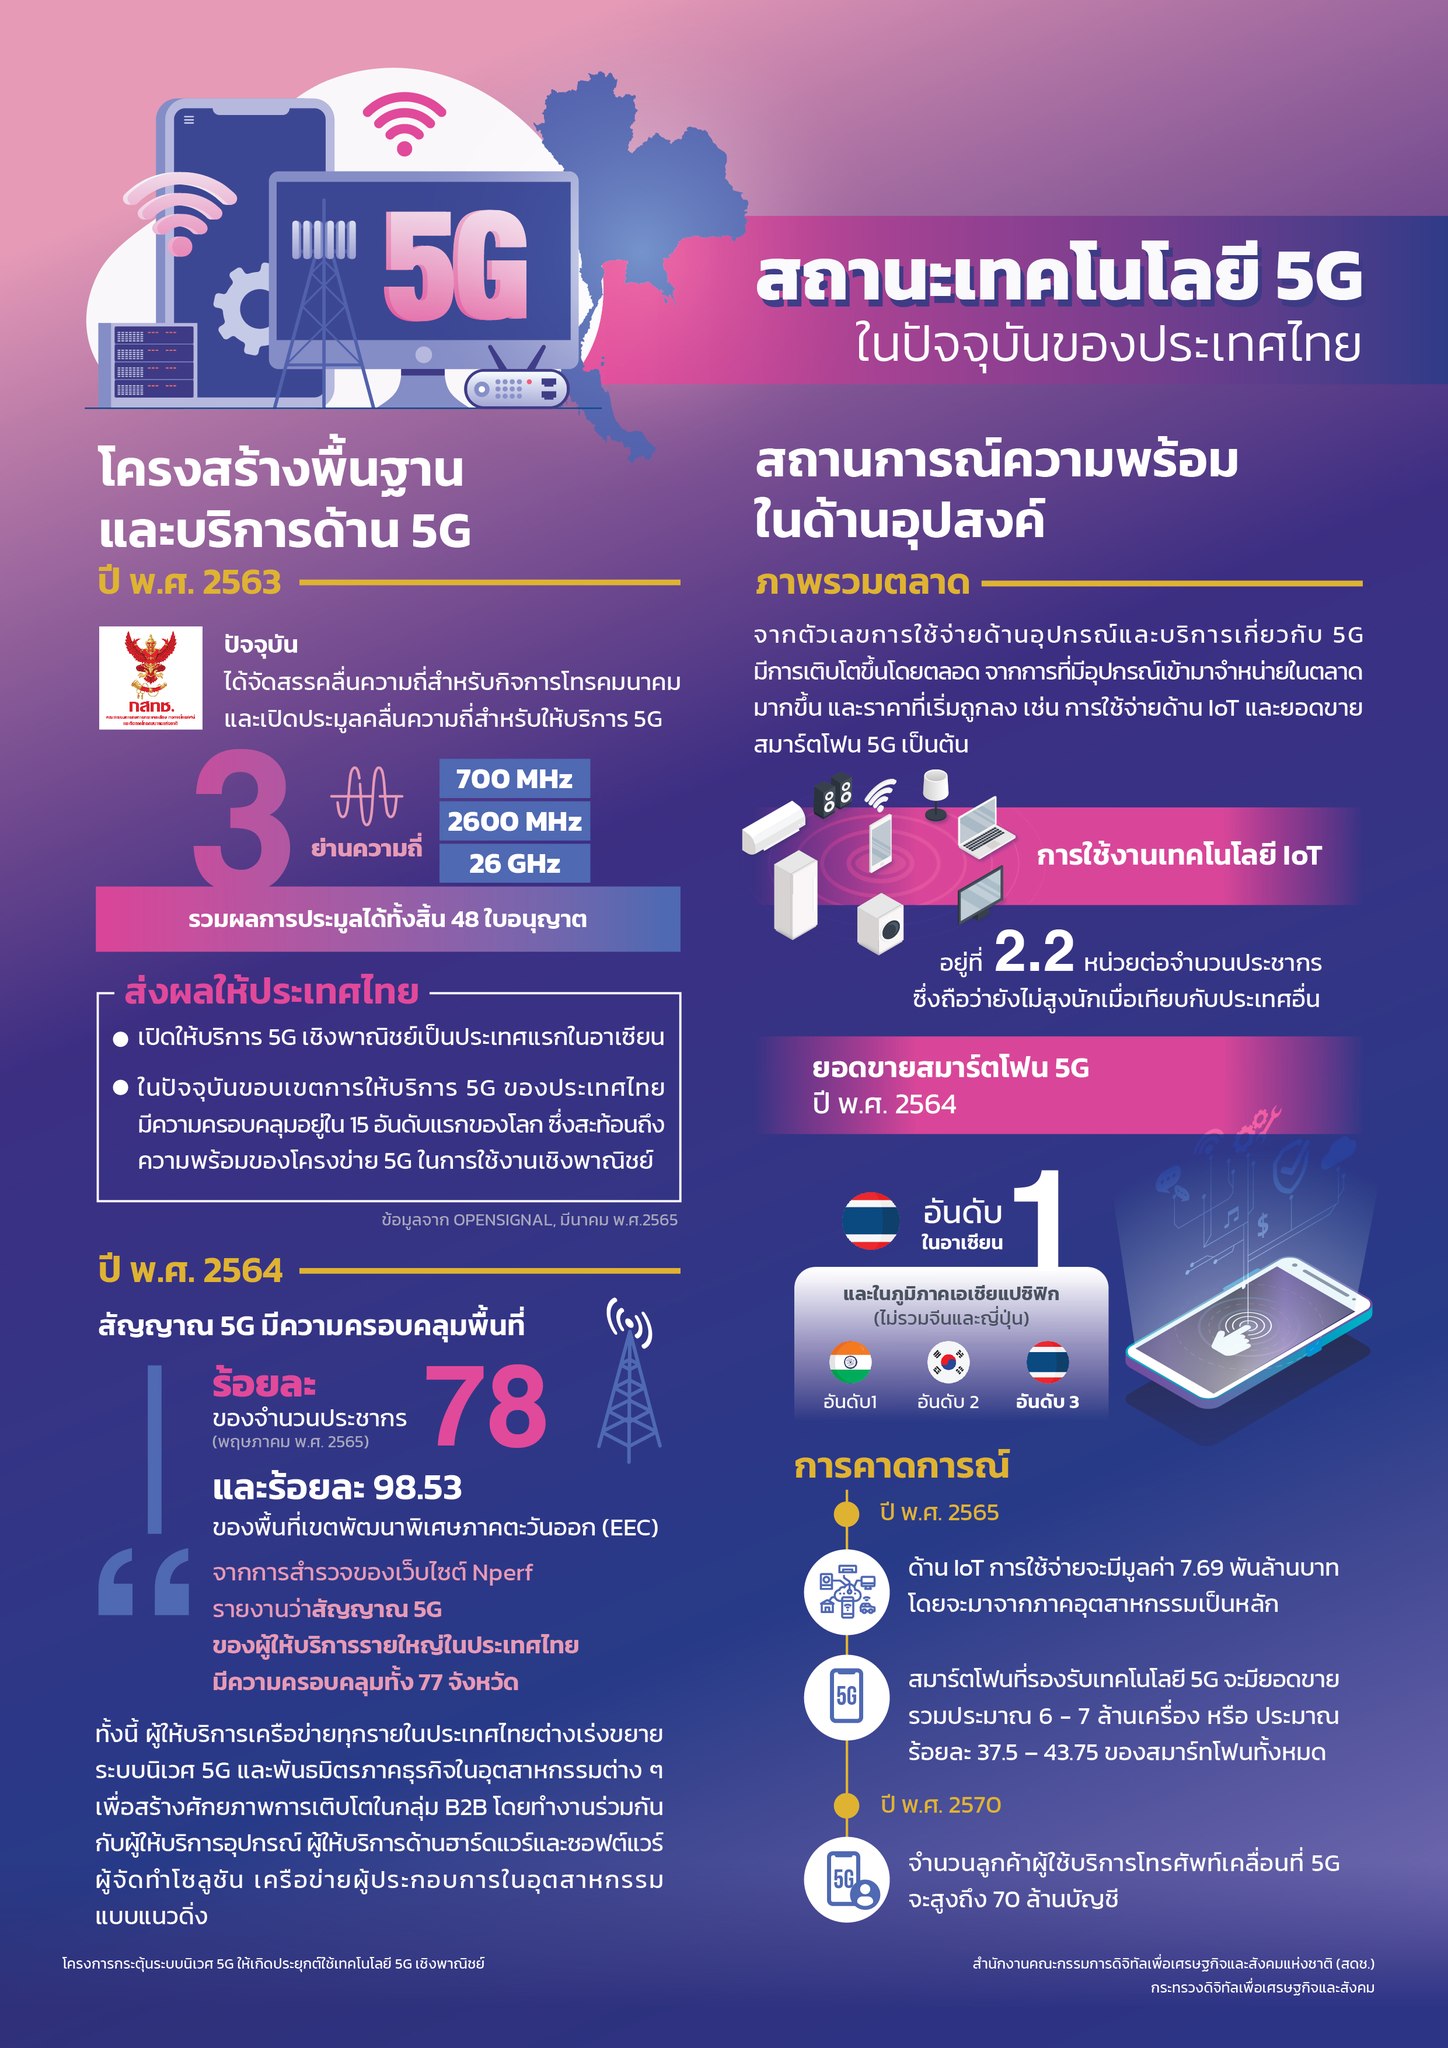 5G
สถานะเทคโนโลยี 5G
ในปัจจุบันของประเทศไทย
โครงสร้างพื้นฐาน
และบริการด้าน 5G
ปี พ.ศ. 2563
กสทช.
ปัจจุบัน
ได้จัดสรรคลื่นความถี่สำหรับกิจการโทรคมนาคม
และเปิดประมูลคลื่นความถี่สำหรับให้บริการ 5G
3
ย่านความถี่
700 MHz
2600 MHz
26 GHz
รวมผลการประมูลได้ทั้งสิ้น 48 ใบอนุญาต
ส่งผลให้ประเทศไทย
เปิดให้บริการ 5G เชิงพาณิชย์เป็นประเทศแรกในอาเซียน
ในปัจจุบันขอบเขตการให้บริการ 5G ของประเทศไทย
มีความครอบคลุมอยู่ใน 15 อันดับแรกของโลก ซึ่งสะท้อนถึง
ความพร้อมของโครงข่าย 5G ในการใช้งานเชิงพาณิชย์
ข้อมูลจาก OPENSIGNAL, มีนาคม พ.ศ.2565
ปี พ.ศ. 2564
สัญญาณ 5G มีความครอบคลุมพื้นที่
ร้อยละ 78
ของจำนวนประชากร
(พฤษภาคม พ.ศ. 2565)
และร้อยละ 98.53
ของพื้นที่เขตพัฒนาพิเศษภาคตะวันออก (EEC)
จากการสำรวจของเว็บไซต์ Nperf
รายงานว่าสัญญาณ 5G
ของผู้ให้บริการรายใหญ่ในประเทศไทย
มีความครอบคลุมทั้ง 77 จังหวัด
ทั้งนี้ ผู้ให้บริการเครือข่ายทุกรายในประเทศไทยต่างเร่งขยาย
ระบบนิเวศ 5G และพันธมิตรภาคธุรกิจในอุตสาหกรรมต่าง ๆ
เพื่อสร้างศักยภาพการเติบโตในกลุ่ม B2B โดยทำงานร่วมกัน
กับผู้ให้บริการอุปกรณ์ ผู้ให้บริการด้านฮาร์ดแวร์และซอฟต์แวร์
ผู้จัดทำโซลูชัน เครือข่ายผู้ประกอบการในอุตสาหกรรม
แบบแนวดิ่ง
สถานการณ์ความพร้อม
ในด้านอุปสงค์
ภาพรวมตลาด
จากตัวเลขการใช้จ่ายด้านอุปกรณ์และบริการเกี่ยวกับ 5G
มีการเติบโตขึ้นโดยตลอด จากการที่มีอุปกรณ์เข้ามาจำหน่ายในตลาด
มากขึ้น และราคาที่เริ่มถูกลง เช่น การใช้จ่ายด้าน IoT และยอดขาย
สมาร์ตโฟน 5G เป็นต้น
การใช้งานเทคโนโลยี IoT
อยู่ที่ 2.2 หน่วยต่อจำนวนประชากร
ซึ่งถือว่ายังไม่สูงนักเมื่อเทียบกับประเทศอื่น
ยอดขายสมาร์ตโฟน 5G
ปี พ.ศ. 2564
อันดับ 1
ในอาเซียน
และในภูมิภาคเอเชียแปซิฟิก
(ไม่รวมจีนและญี่ปุ่น)
อันดับ1 อันดับ 2 อันดับ 3
การคาดการณ์
ปี พ.ศ. 2565
ด้าน IoT การใช้จ่ายจะมีมูลค่า 7.69 พันล้านบาท
โดยจะมาจากภาคอุตสาหกรรมเป็นหลัก
5G
สมาร์ตโฟนที่รองรับเทคโนโลยี 5G จะมียอดขาย
รวมประมาณ 6 - 7 ล้านเครื่อง หรือ ประมาณ
ร้อยละ 37.5 – 43.75 ของสมาร์ทโฟนทั้งหมด
ปี พ.ศ. 2570
5G
จำนวนลูกค้าผู้ใช้บริการโทรศัพท์เคลื่อนที่ 5G
จะสูงถึง 70 ล้านบัญชี
โครงการกระตุ้นระบบนิเวศ 5G ให้เกิดประยุกต์ใช้เทคโนโลยี 5G เชิงพาณิชย์
สำนักงานคณะกรรมการดิจิทัลเพื่อเศรษฐกิจและสังคมแห่งชาติ (สดช.)
กระทรวงดิจิทัลเพื่อเศรษฐกิจและสังคม